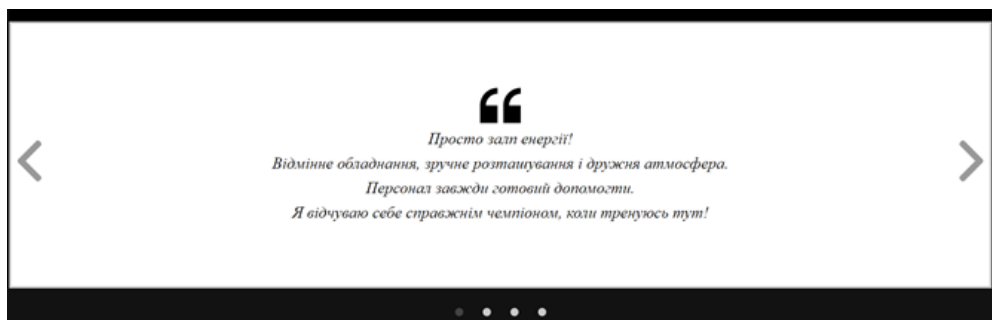 ❝
Просто залп енергії!
Відмінне обладнання, зручне розташування і дружня атмосфера.
Персонал завжди готовий допомогти.
Я відчуваю себе справжнім чемпіоном, коли тренуюсь тут!